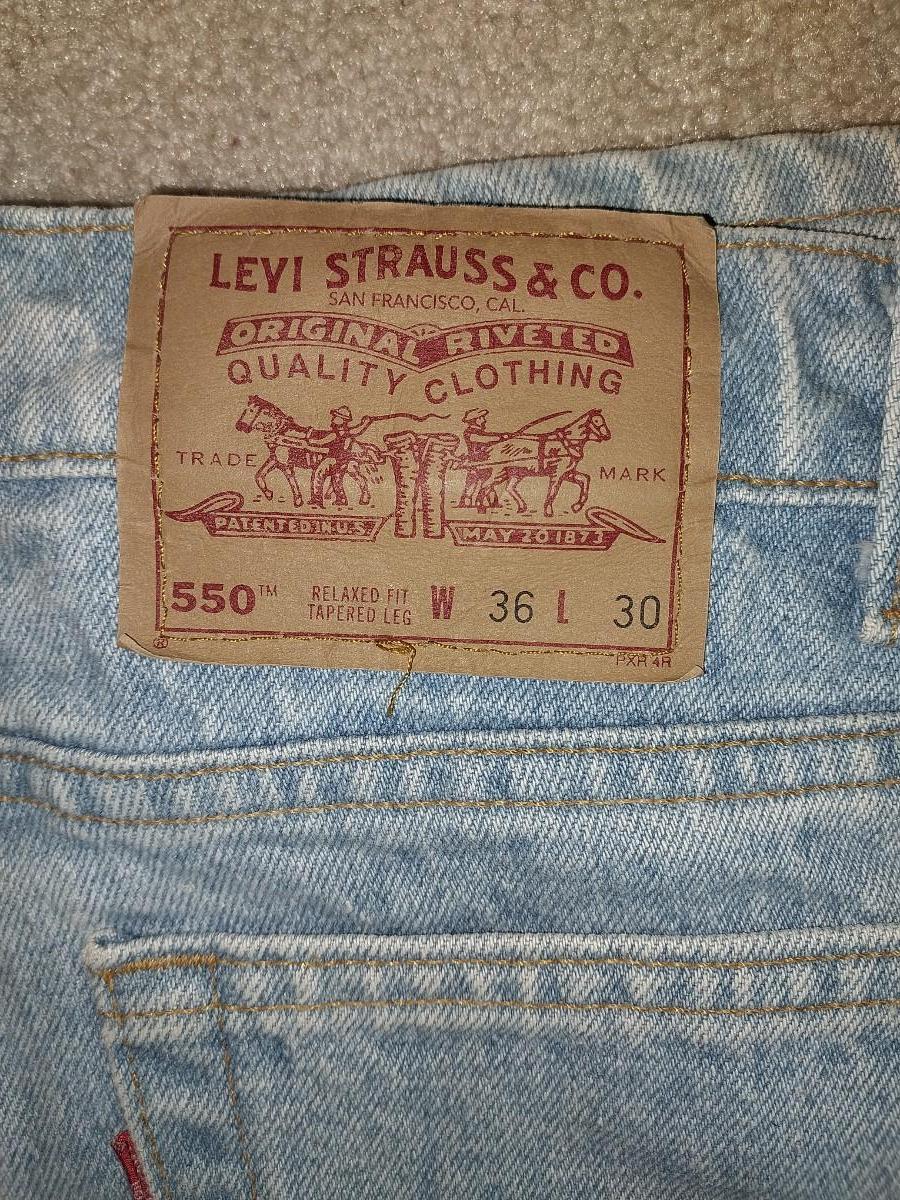 LEVI STRAUSS & CO.
SAN FRANCISCO, CAL.
ORIGINAL RIVETED
QUALITY CLOTHING
TRADE MARK
PATENTED IN U.S. MAY 20 1873
550™ RELAXED FIT W 36 L 30
TAPERED LEG
® PXR 4R